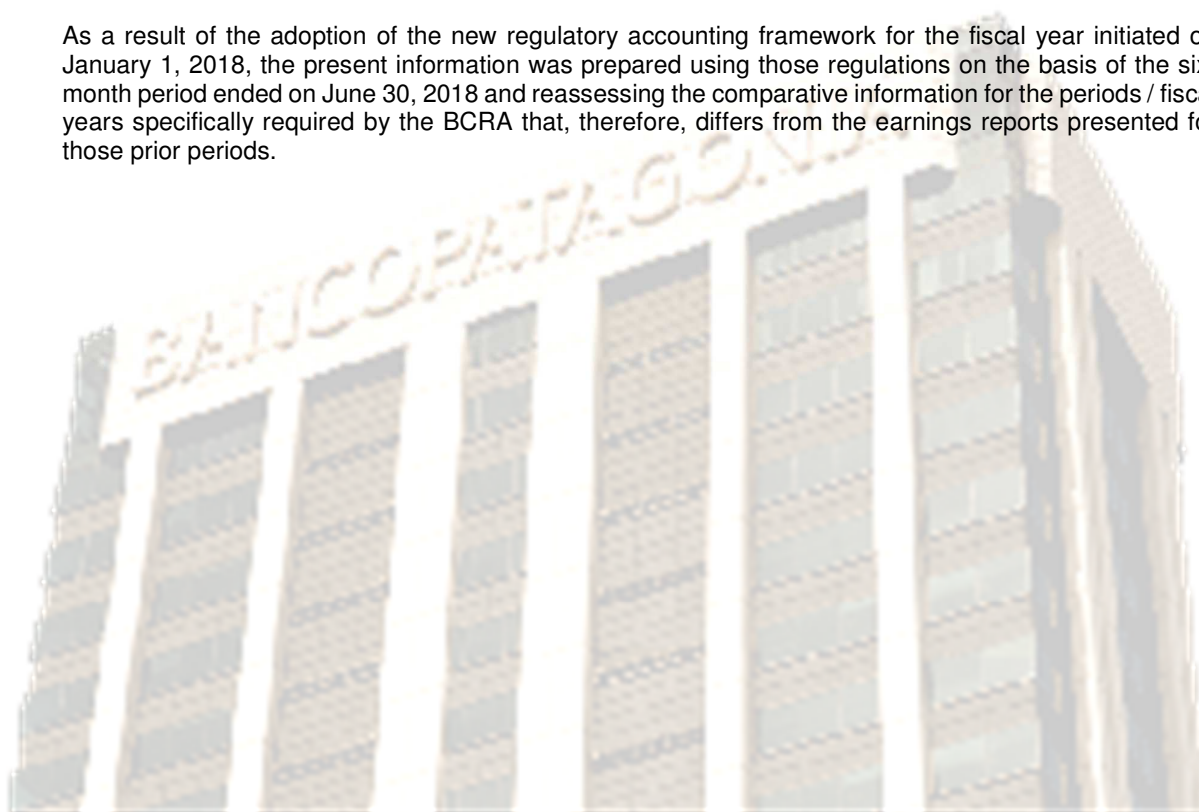 As a result of the adoption of the new regulatory accounting framework for the fiscal year initiated
January 1, 2018, the present information was prepared using those regulations on the basis of the
month period ended on June 30, 2018 and reassessing the comparative information for the periods /
years specifically required by the BCRA that, therefore, differs from the earnings reports presented
those prior periods.
BANCOPATAGONIA